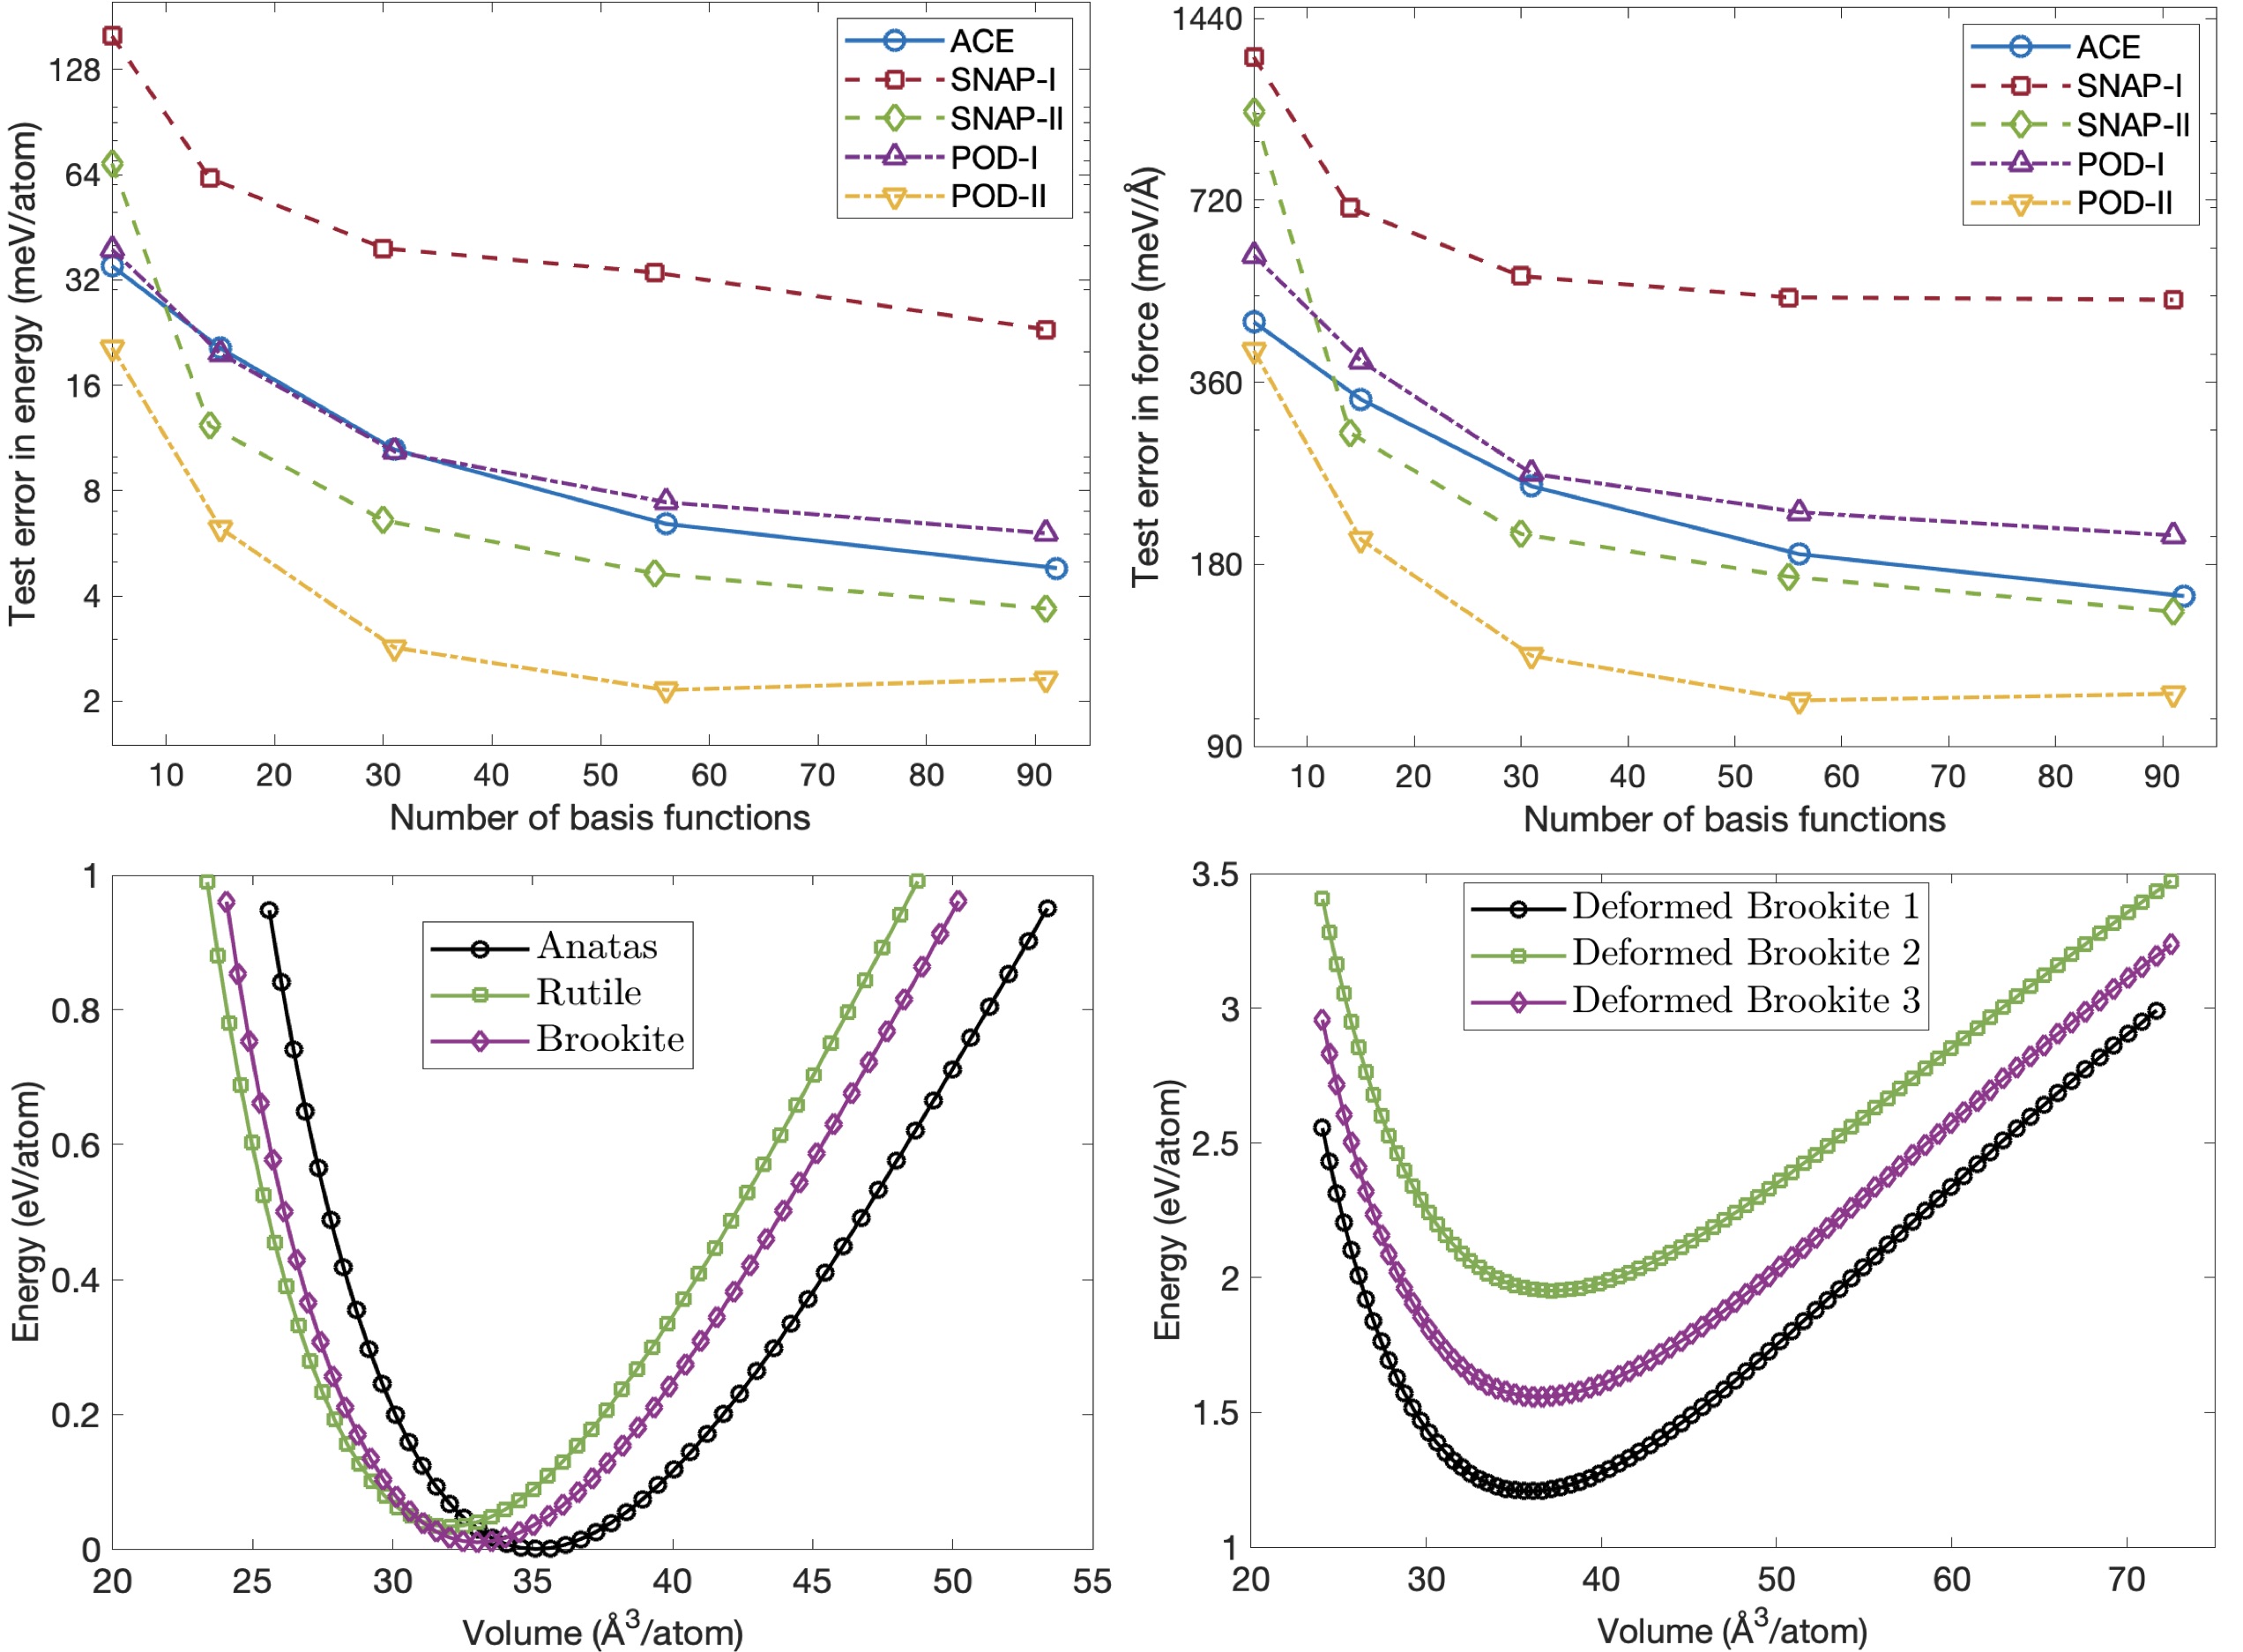 Test error in energy (meV/atom)
128
64
32
16
8
4
2
ACE
SNAP-I
SNAP-II
POD-I
POD-II
10 20 30 40 50 60 70 80 90
Number of basis functions
Test error in force (meV/Å)
1440
720
360
180
90
ACE
SNAP-I
SNAP-II
POD-I
POD-II
10 20 30 40 50 60 70 80 90
Number of basis functions
Energy (eV/atom)
1
0.8
0.6
0.4
0.2
0
Anatas
Rutile
Brookite
20 25 30 35 40 45 50 55
Volume (Å³/atom)
Energy (eV/atom)
3.5
3
2.5
2
1.5
1
Deformed Brookite 1
Deformed Brookite 2
Deformed Brookite 3
20 30 40 50 60 70
Volume (Å³/atom)